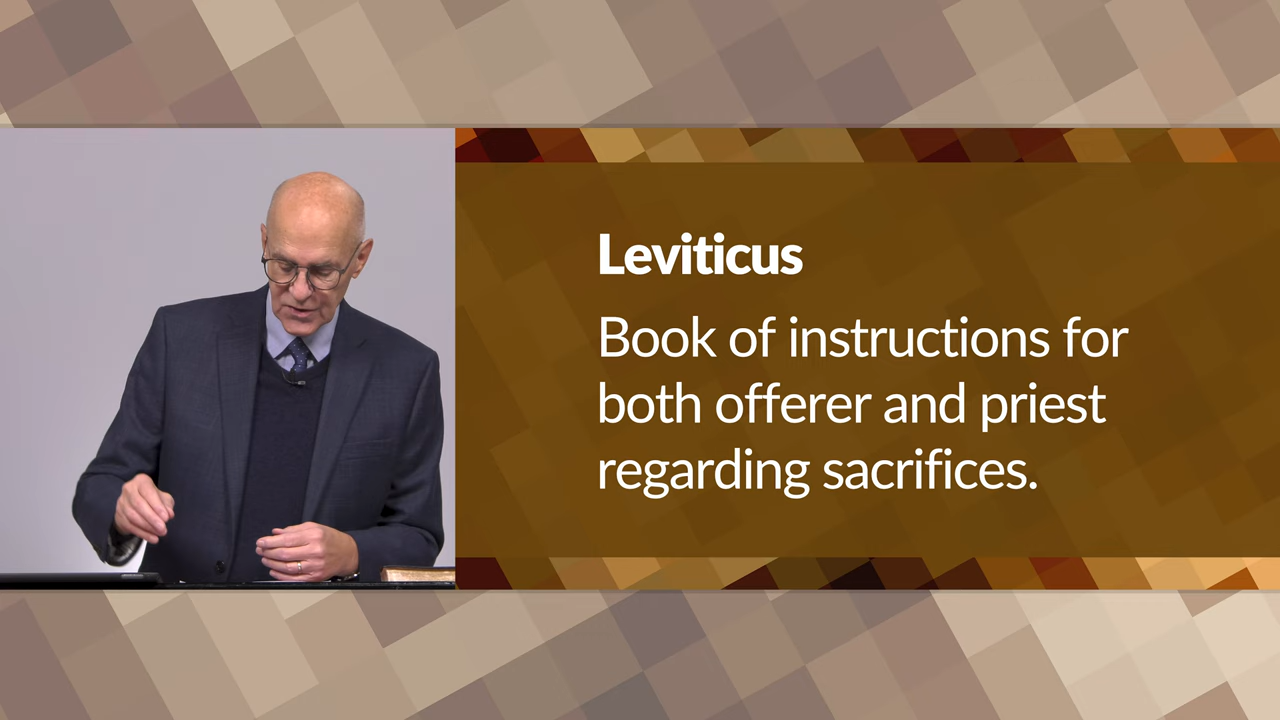 Leviticus
Book of instructions for
both offerer and priest
regarding sacrifices.